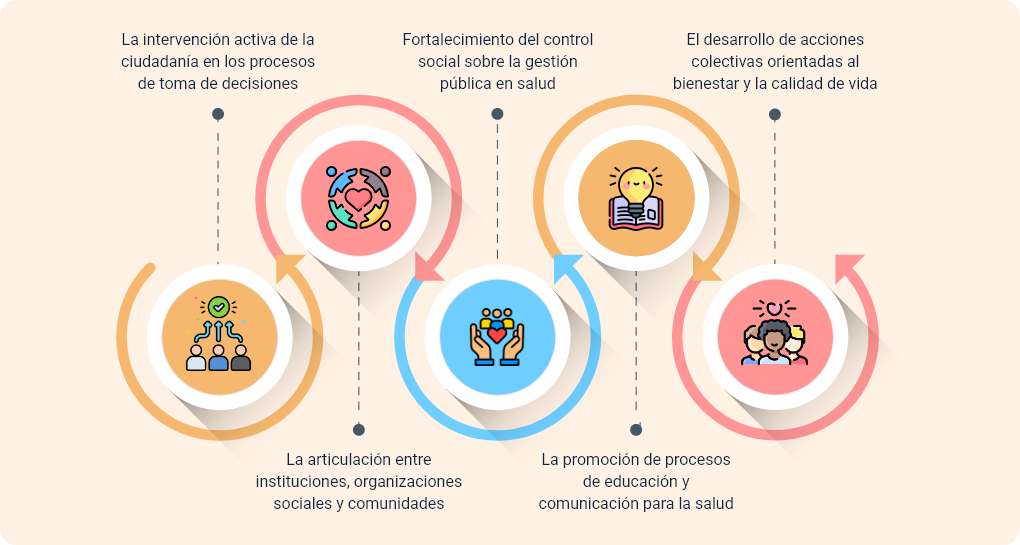 La intervención activa de la
ciudadanía en los procesos
de toma de decisiones
Fortalecimiento del control
social sobre la gestión
pública en salud
El desarrollo de acciones
colectivas orientadas al
bienestar y la calidad de vida
La articulación entre
instituciones, organizaciones
sociales y comunidades
La promoción de procesos
de educación y
comunicación para la salud